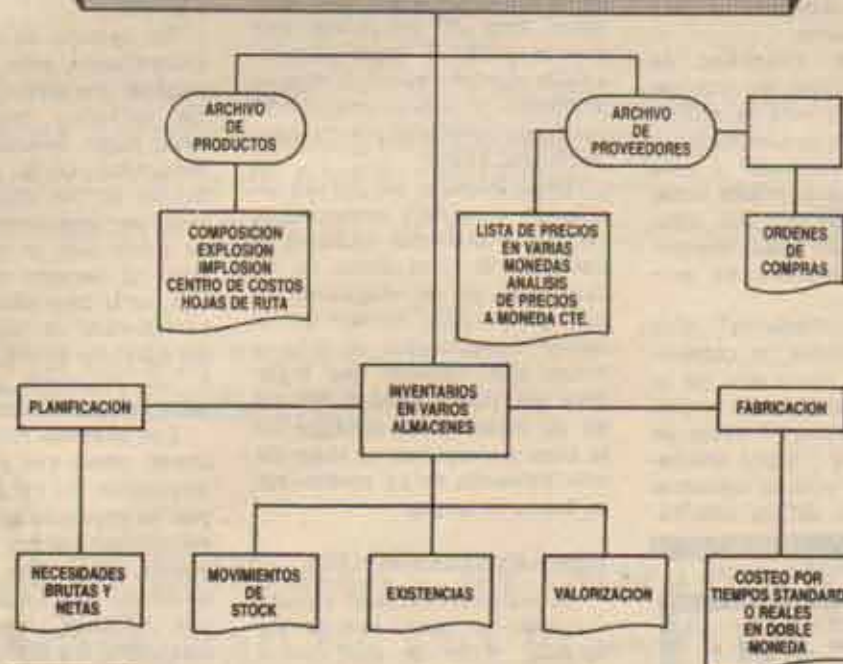 ARCHIVO
DE
PRODUCTOS
ARCHIVO
DE
PROVEEDORES
COMPOSICION
EXPLOSION
IMPLOSION
CENTRO DE COSTOS
HOJAS DE RUTA
LISTA DE PRECIOS
EN VARIAS
MONEDAS
ANALISIS
DE PRECIOS
A MONEDA CTE.
ORDENES
DE
COMPRAS
PLANIFICACION
INVENTARIOS
EN VARIOS
ALMACENES
FABRICACION
NECESIDADES
BRUTAS Y
NETAS
MOVIMIENTOS
DE
STOCK
EXISTENCIAS
VALORIZACION
COSTEO POR
TIEMPOS STANDARD
O REALES
EN DOBLE
MONEDA